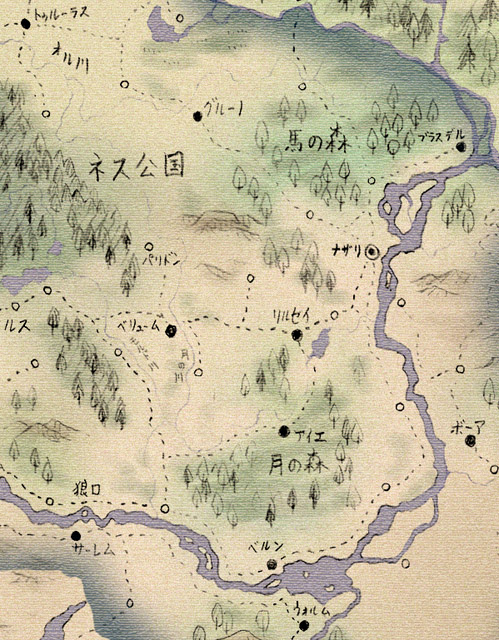 トゥルーラス
オル川
グルーノ
馬の森
ブラスデル
ネス公国
ナサリ
パリドン
ルス
ベリューム
リルセイ
月の川
アイエ
月の森
ボーア
狼口
サーレム
ベルン
ウォルム